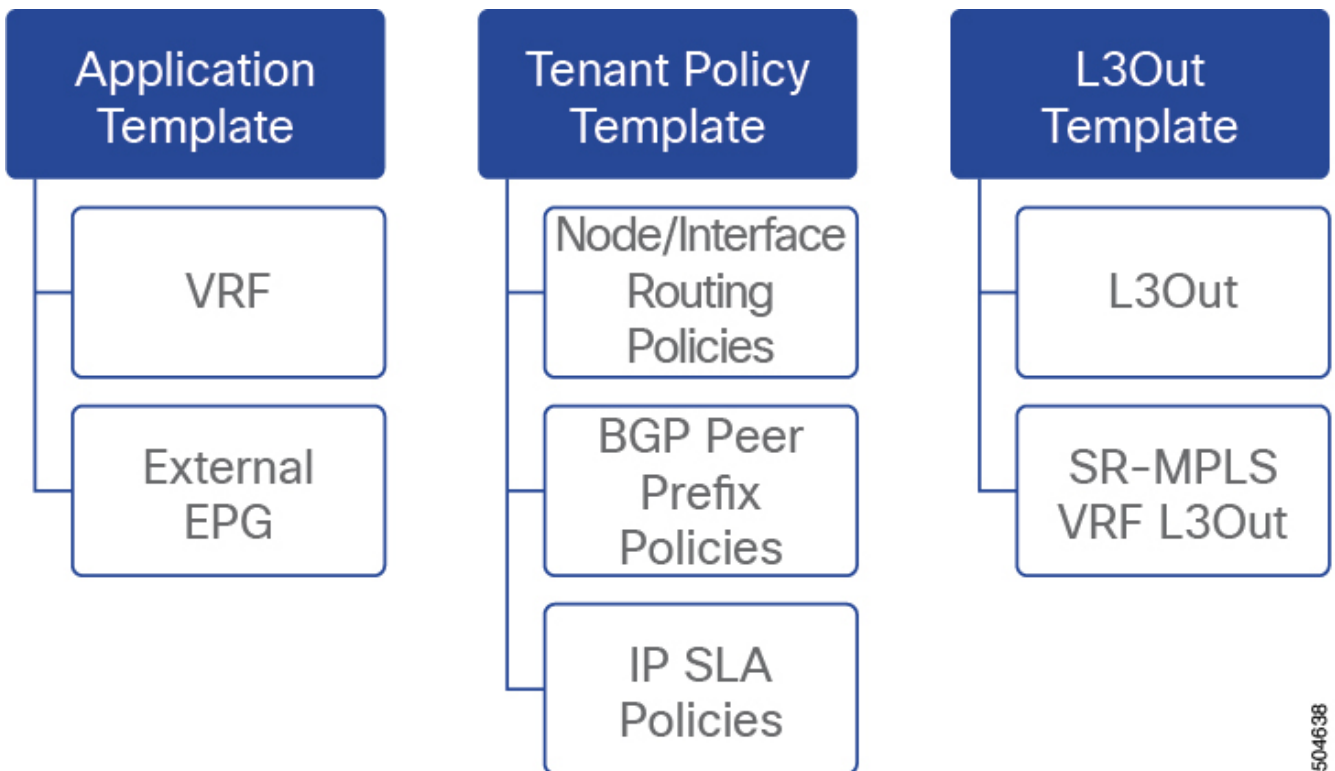 Application
Template
VRF
External
EPG
Tenant Policy
Template
Node/Interface
Routing
Policies
BGP Peer
Prefix
Policies
IP SLA
Policies
L3Out
Template
L3Out
SR-MPLS
VRF L3Out
504638